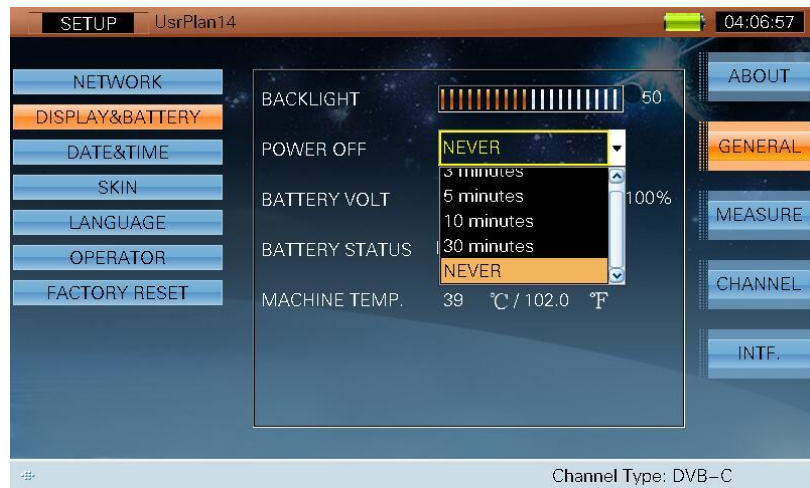 SETUP UsrPlan14 04:06:57
NETWORK
DISPLAY&BATTERY
DATE&TIME
SKIN
LANGUAGE
OPERATOR
FACTORY RESET
BACKLIGHT 50
POWER OFF NEVER
3 minutes
5 minutes
10 minutes
30 minutes
NEVER
BATTERY VOLT 100%
BATTERY STATUS
MACHINE TEMP. 39 ℃ / 102.0 ℉
ABOUT
GENERAL
MEASURE
CHANNEL
INTF.
Channel Type: DVB-C